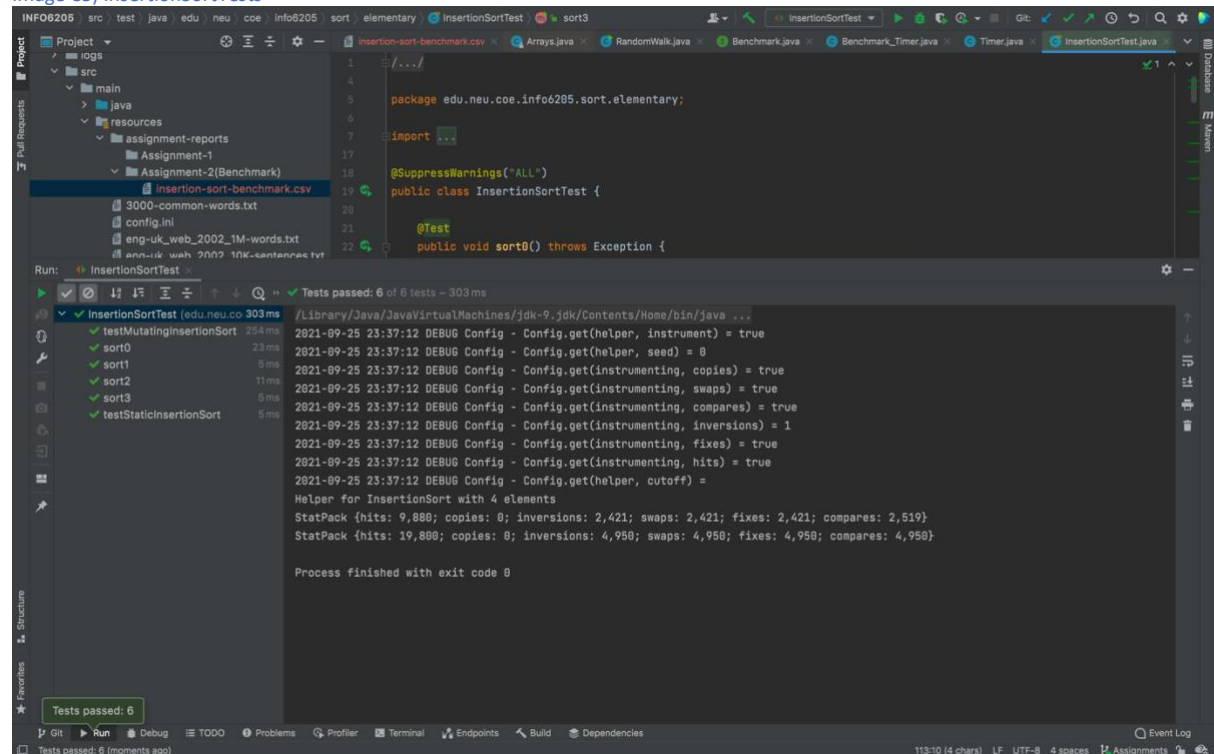 Image 03) InsertionSortTests
INFO6205 src test java edu neu coe info6205 sort elementary InsertionSortTest sort3 InsertionSortTest Git:
Project insertion-sort-benchmark.csv Arrays.java RandomWalk.java Benchmark.java Benchmark_Timer.java Timer.java InsertionSortTest.java
logs
src
main
java
resources
assignment-reports
Assignment-1
Assignment-2(Benchmark)
insertion-sort-benchmark.csv
3000-common-words.txt
config.ini
eng-uk_web_2002_1M-words.txt
eng-uk_web_2002_10K-sentences.txt
Project
Pull Requests
Structure
Favorites
Database
Maven
1
1 /.../
4
5 package edu.neu.coe.info6205.sort.elementary;
6
7 import ...
17
18 @SuppressWarnings("ALL")
19 public class InsertionSortTest {
20
21 @Test
22 public void sort0() throws Exception {
Run: InsertionSortTest
Tests passed: 6 of 6 tests – 303 ms
InsertionSortTest (edu.neu.co 303 ms
testMutatingInsertionSort 254 ms
sort0 23 ms
sort1 5 ms
sort2 11 ms
sort3 5 ms
testStaticInsertionSort 5 ms
/Library/Java/JavaVirtualMachines/jdk-9.jdk/Contents/Home/bin/java ...
2021-09-25 23:37:12 DEBUG Config - Config.get(helper, instrument) = true
2021-09-25 23:37:12 DEBUG Config - Config.get(helper, seed) = 0
2021-09-25 23:37:12 DEBUG Config - Config.get(instrumenting, copies) = true
2021-09-25 23:37:12 DEBUG Config - Config.get(instrumenting, swaps) = true
2021-09-25 23:37:12 DEBUG Config - Config.get(instrumenting, compares) = true
2021-09-25 23:37:12 DEBUG Config - Config.get(instrumenting, inversions) = 1
2021-09-25 23:37:12 DEBUG Config - Config.get(instrumenting, fixes) = true
2021-09-25 23:37:12 DEBUG Config - Config.get(instrumenting, hits) = true
2021-09-25 23:37:12 DEBUG Config - Config.get(helper, cutoff) =
Helper for InsertionSort with 4 elements
StatPack {hits: 9,880; copies: 0; inversions: 2,421; swaps: 2,421; fixes: 2,421; compares: 2,519}
StatPack {hits: 19,800; copies: 0; inversions: 4,950; swaps: 4,950; fixes: 4,950; compares: 4,950}
Process finished with exit code 0
Tests passed: 6
Git Run Debug TODO Problems Profiler Terminal Endpoints Build Dependencies Event Log
Tests passed: 6 (moments ago) 113:10 (4 chars) LF UTF-8 4 spaces Assignments